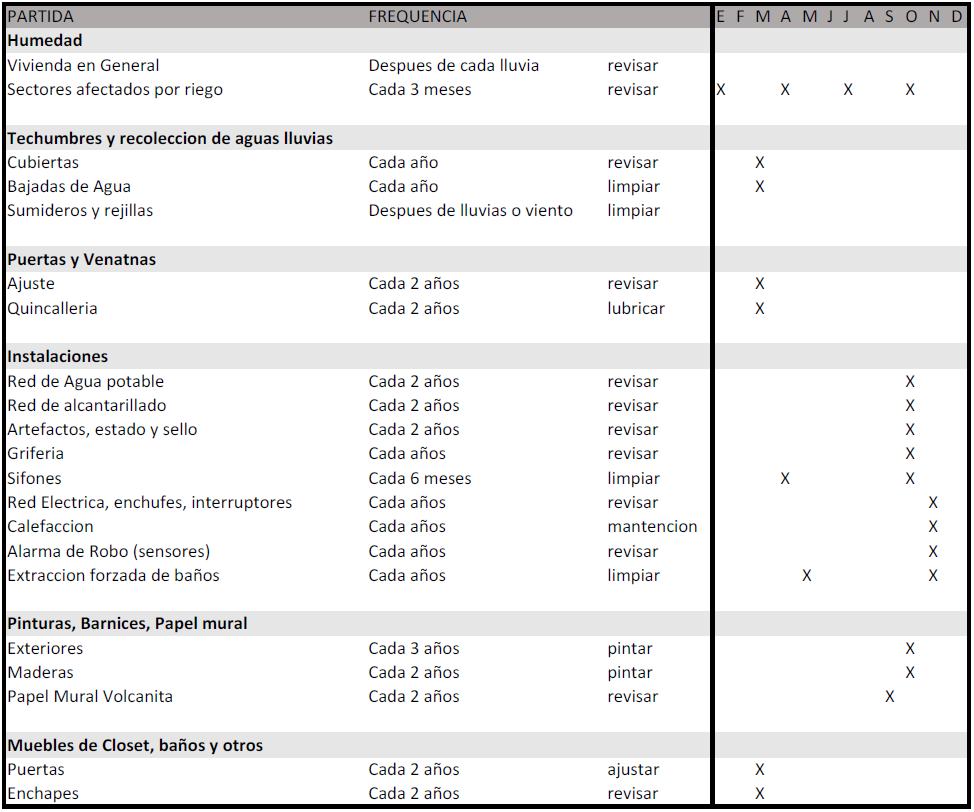 PARTIDA FREQUENCIA E F M A M J J A S O N D
Humedad
Vivienda en General Despues de cada lluvia revisar
Sectores afectados por riego Cada 3 meses revisar X X X X
Techumbres y recoleccion de aguas lluvias
Cubiertas Cada año revisar X
Bajadas de Agua Cada año limpiar X
Sumideros y rejillas Despues de lluvias o viento limpiar
Puertas y Venatnas
Ajuste Cada 2 años revisar X
Quincalleria Cada 2 años lubricar X
Instalaciones
Red de Agua potable Cada 2 años revisar X
Red de alcantarillado Cada 2 años revisar X
Artefactos, estado y sello Cada 2 años revisar X
Griferia Cada años revisar X
Sifones Cada 6 meses limpiar X X
Red Electrica, enchufes, interruptores Cada años revisar X
Calefaccion Cada años mantencion X
Alarma de Robo (sensores) Cada años revisar X
Extraccion forzada de baños Cada años limpiar X X
Pinturas, Barnices, Papel mural
Exteriores Cada 3 años pintar X
Maderas Cada 2 años pintar X
Papel Mural Volcanita Cada 2 años revisar X
Muebles de Closet, baños y otros
Puertas Cada 2 años ajustar X
Enchapes Cada 2 años revisar X